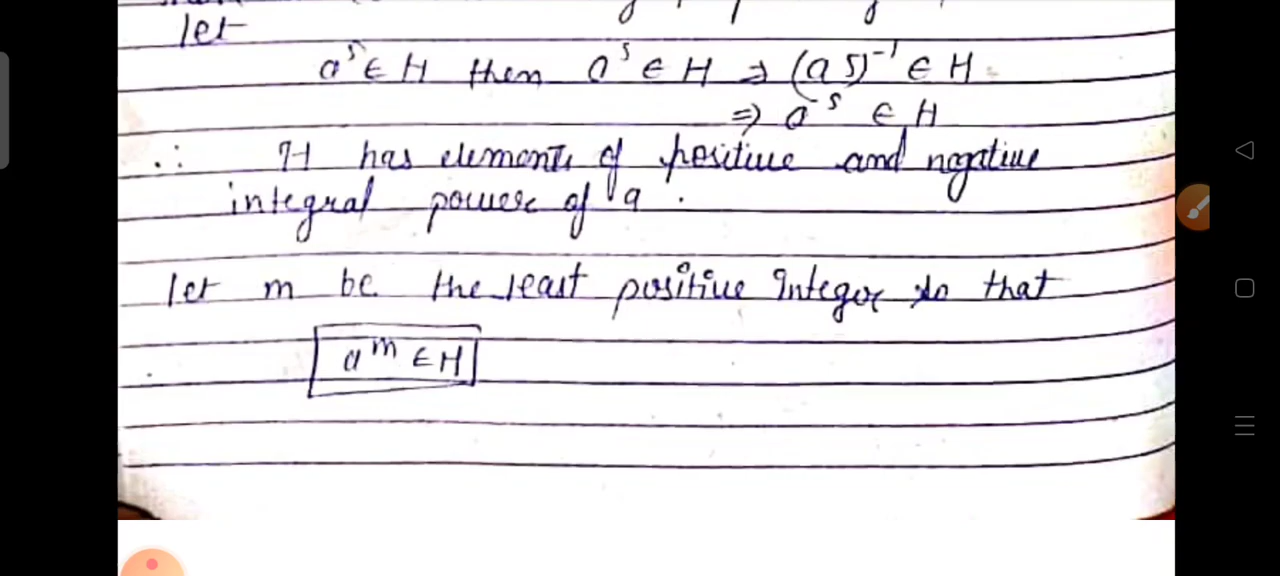 let
a^s ∈ H then a^s ∈ H ⇒ (a s)^-1 ∈ H
⇒ a^-s ∈ H
∴ H has elements of positive and negative
integral power of a .
let m be the least positive integer so that
a^m ∈ H